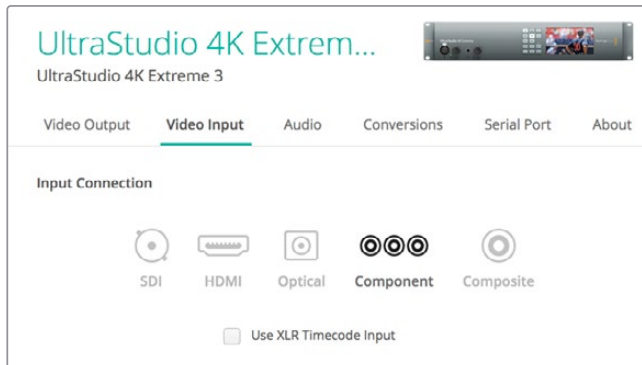 UltraStudio 4K Extrem...
UltraStudio 4K Extreme 3
Video Output Video Input Audio Conversions Serial Port About
Input Connection
SDI HDMI Optical Component Composite
Use XLR Timecode Input